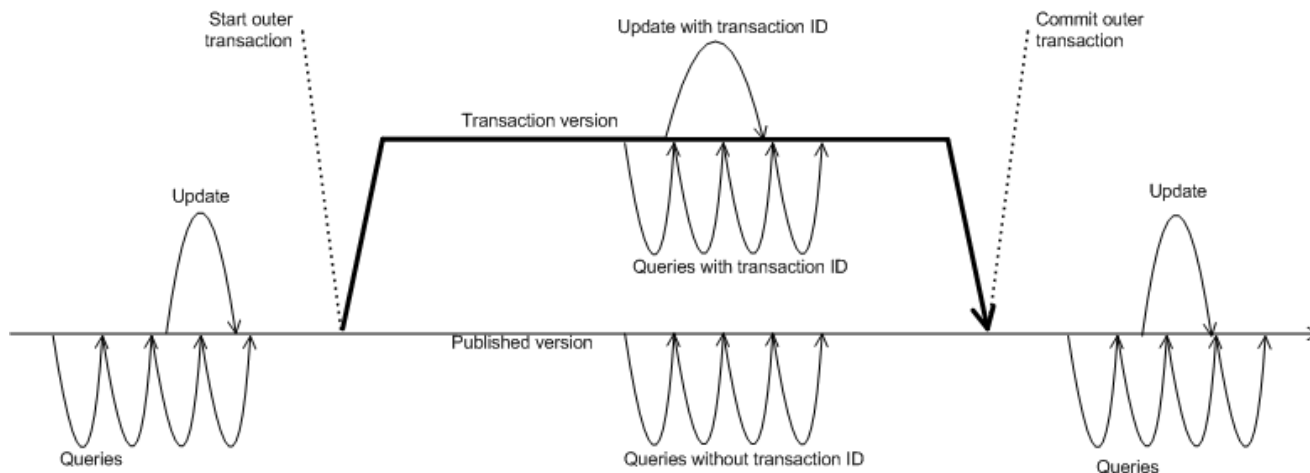 Start outer
transaction
Update with transaction ID
Commit outer
transaction
Transaction version
Update
Update
Queries with transaction ID
Published version
Queries
Queries without transaction ID
Queries